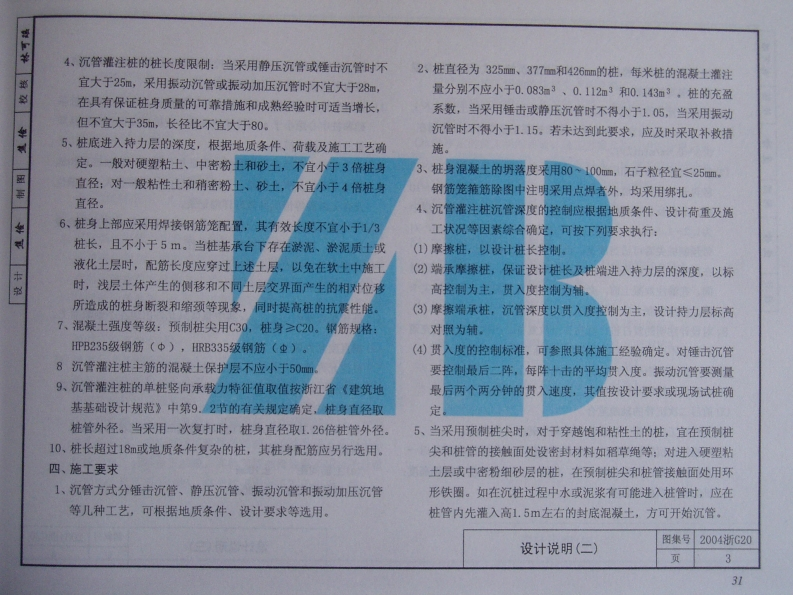 4、沉管灌注桩的桩长度限制：当采用静压沉管或锤击沉管时不
宜大于25m，采用振动沉管或振动加压沉管时不宜大于28m，
在具有保证桩身质量的可靠措施和成熟经验时可适当增长，
但不宜大于35m，长径比不宜大于80。
5、桩底进入持力层的深度，根据地质条件、荷载及施工工艺确
定。一般对硬塑粘土、中密粉土和砂土，不宜小于3倍桩身
直径；对一般粘性土和稍密粉土、砂土，不宜小于4倍桩身
直径。
6、桩身上部应采用焊接钢筋笼配置，其有效长度不宜小于1/3
桩长，且不小于5m。当桩基承台下存在淤泥、淤泥质土或
液化土层时，配筋长度应穿过上述土层，以免在软土中施工
时，浅层土体产生的侧移和不同土层交界面产生的相对位移
所造成的桩身断裂和缩颈等现象，同时提高桩的抗震性能。
7、混凝土强度等级：预制桩尖用C30，桩身≥C20。钢筋规格：
HPB235级钢筋（Φ），HRB335级钢筋（Φ）。
8 沉管灌注桩主筋的混凝土保护层不应小于50mm。
9、沉管灌注桩的单桩竖向承载力特征值取值按浙江省《建筑地
基基础设计规范》中第9.2节的有关规定确定。桩身直径取
桩管外径。当采用一次复打时，桩身直径取1.26倍桩管外径。
10、桩长超过18m或地质条件复杂的桩，其桩身配筋应另行选用。
四、施工要求
1、沉管方式分锤击沉管、静压沉管、振动沉管和振动加压沉管
等几种工艺，可根据地质条件、设计要求等选用。
2、桩直径为 325mm、377mm和426mm的桩，每米桩的混凝土灌注
量分别不应小于0.083m³ 、0.112m³ 和0.143m³ 。桩的充盈
系数，当采用锤击或静压沉管时不得小于1.05，当采用振动
沉管时不得小于1.15。若未达到此要求，应及时采取补救措
施。
3、桩身混凝土的坍落度采用80～100mm，石子粒径宜≤25mm。
钢筋笼箍筋除图中注明采用点焊者外，均采用绑扎。
4、沉管灌注桩沉管深度的控制应根据地质条件、设计荷重及施
工状况等因素综合确定，可按下列要求执行：
(1)摩擦桩，以设计桩长控制。
(2)端承摩擦桩，保证设计桩长及桩端进入持力层的深度，以标
高控制为主，贯入度控制为辅。
(3)摩擦端承桩，沉管深度以贯入度控制为主，设计持力层标高
对照为辅。
(4)贯入度的控制标准，可参照具体施工经验确定。对锤击沉管
要控制最后二阵，每阵十击的平均贯入度。振动沉管要测量
最后两个两分钟的贯入速度，其值按设计要求或现场试桩确
定。
5、当采用预制桩尖时，对于穿越饱和粘性土的桩，宜在预制桩
尖和桩管的接触面处设密封材料如稻草绳等；对进入硬塑粘
土层或中密粉细砂层的桩，在预制桩尖和桩管接触面处用环
形铁圈。如在沉桩过程中水或泥浆有可能进入桩管时，应在
桩管内先灌入高1.5m左右的封底混凝土，方可开始沉管。
校核
制图
设计
设计说明(二)
图集号 2004浙G20
页 3
31